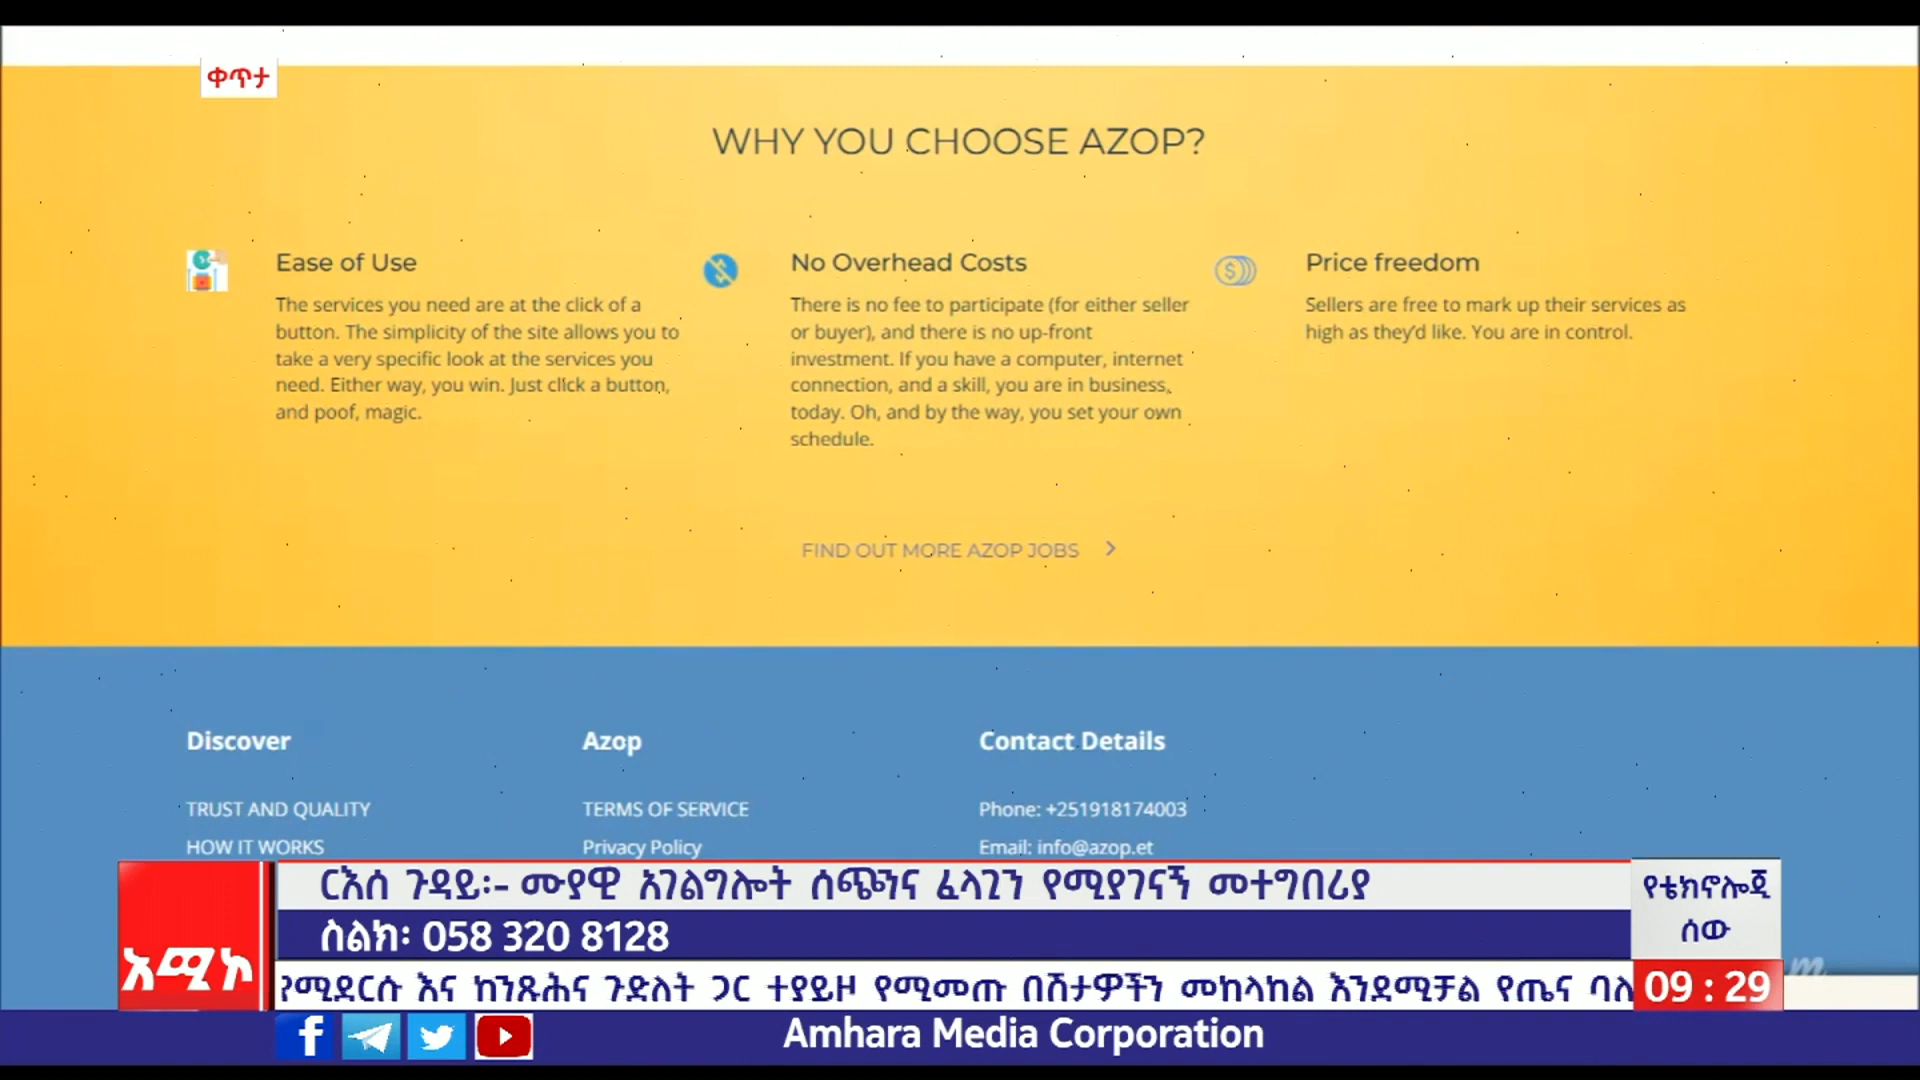 ቀጥታ
WHY YOU CHOOSE AZOP?
Ease of Use
The services you need are at the click of a
button. The simplicity of the site allows you to
take a very specific look at the services you
need. Either way, you win. Just click a button,
and poof, magic.
No Overhead Costs
There is no fee to participate (for either seller
or buyer), and there is no up-front
investment. If you have a computer, internet
connection, and a skill, you are in business,
today. Oh, and by the way, you set your own
schedule.
Price freedom
Sellers are free to mark up their services as
high as they'd like. You are in control.
FIND OUT MORE AZOP JOBS
Discover
TRUST AND QUALITY
HOW IT WORKS
Azop
TERMS OF SERVICE
Privacy Policy
Contact Details
Phone: +251918174003
Email: info@azop.et
ርእሰ ጉዳይ፡- ሙያዊ አገልግሎት ሰጭንና ፈላጊን የሚያገናኝ መተግበሪያ
ስልክ፡ 058 320 8128
የቴክኖሎጂ
ሰው
አሚኮ
የሚደርሱ እና ከንጹሕና ጉድለት ጋር ተያይዞ የሚመጡ በሽታዎችን መከላከል እንደሚቻል የጤና
09 : 29
Amhara Media Corporation